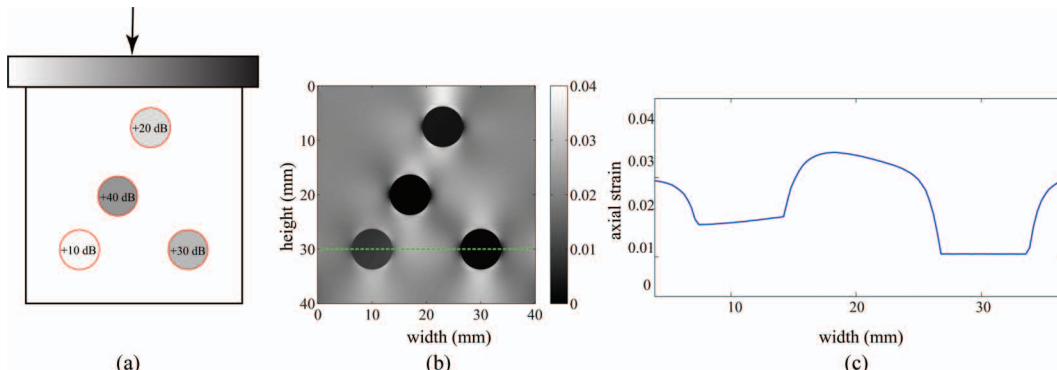 +20 dB
+40 dB
+10 dB
+30 dB
(a)
0
10
20
30
40
height (mm)
0 10 20 30 40
width (mm)
0.04
0.03
0.02
0.01
0
(b)
0.04
0.03
0.02
0.01
0
axial strain
10 20 30
width (mm)
(c)